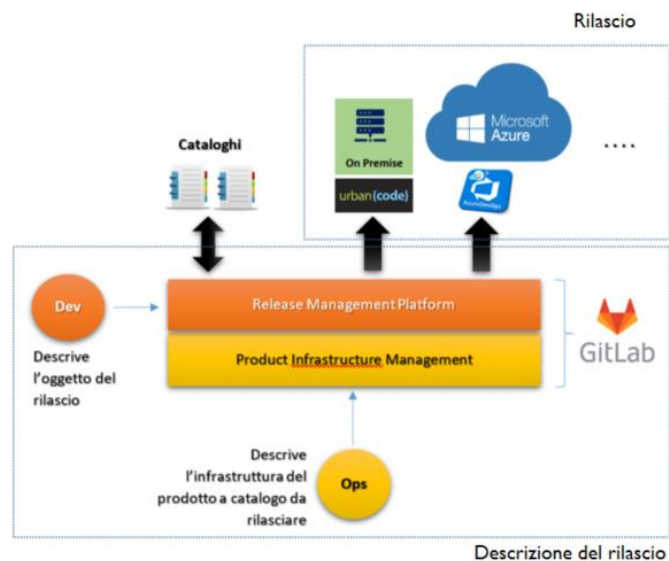 Rilascio
Microsoft
Azure
On Premise
urban{code}
AzureDevOps
....
Cataloghi
Dev
Descrive
l'oggetto del
rilascio
Release Management Platform
Product Infrastructure Management
GitLab
Descrive
l'infrastruttura del
prodotto a catalogo da
rilasciare
Ops
Descrizione del rilascio